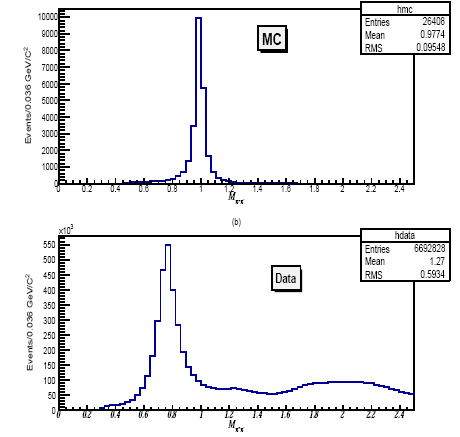 hmc
Entries 26408
Mean 0.9774
RMS 0.09548
MC
Events/0.036 GeV/C²
10000
9000
8000
7000
6000
5000
4000
3000
2000
1000
0
0 0.2 0.4 0.6 0.8 1 1.2 1.4 1.6 1.8 2 2.2 2.4
(b)
×10³
hdata
Entries 6692828
Mean 1.27
RMS 0.5934
Data
Events/0.036 GeV/C²
550
500
450
400
350
300
250
200
150
100
50
0
0 0.2 0.4 0.6 0.8 1 1.2 1.4 1.6 1.8 2 2.2 2.4